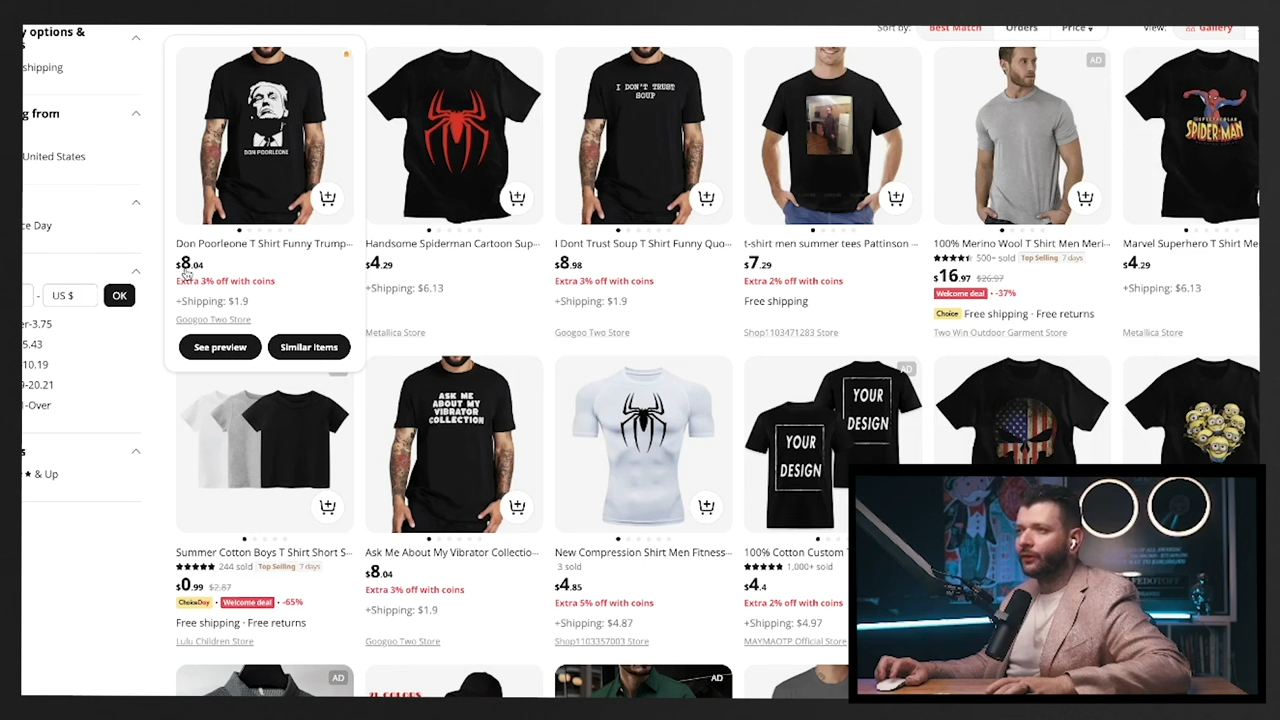 y options &
s
shipping
g from
United States
ce Day
- US $ OK
er-3.75
5.43
10.19
9-20.21
1-Over
s
& Up
Sort by: Best Match Orders Price View: Gallery
DON POORLEONE
I DON'T TRUST
SOUP
AD
SPIDER-MAN
Don Poorleone T Shirt Funny Trump···
$8.04
Extra 3% off with coins
+Shipping: $1.9
Googoo Two Store
See preview
Similar items
Handsome Spiderman Cartoon Sup···
$4.29
+Shipping: $6.13
Metallica Store
I Dont Trust Soup T Shirt Funny Quo···
$8.98
Extra 3% off with coins
+Shipping: $1.9
Googoo Two Store
t-shirt men summer tees Pattinson ···
$7.29
Extra 2% off with coins
Free shipping
Shop1103471283 Store
100% Merino Wool T Shirt Men Meri···
500+ sold Top Selling 7 days
$16.97 $26.97
Welcome deal · -37%
Choice Free shipping · Free returns
Two Win Outdoor Garment Store
Marvel Superhero T Shirt Me
$4.29
+Shipping: $6.13
Metallica Store
ASK ME
ABOUT MY
VIBRATOR
COLLECTION
YOUR
DESIGN
YOUR
DESIGN
AD
Summer Cotton Boys T Shirt Short S···
244 sold Top Selling 7 days
$0.99 $2.87
ChoiceDay Welcome deal · -65%
Free shipping · Free returns
Lulu Children Store
Ask Me About My Vibrator Collectio···
$8.04
Extra 3% off with coins
+Shipping: $1.9
Googoo Two Store
New Compression Shirt Men Fitness···
3 sold
$4.85
Extra 5% off with coins
+Shipping: $4.87
Shop1103357003 Store
100% Cotton Custom T
1,000+ sold
$4.4
Extra 2% off with coins
+Shipping: $4.97
MAYMAOTP Official Store
AD
AD
FEDOTOFF